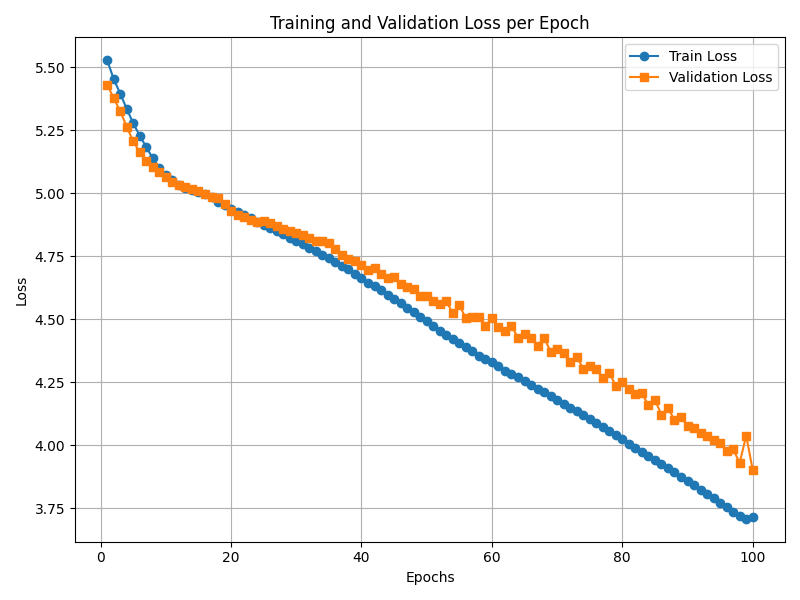 Training and Validation Loss per Epoch
Train Loss
Validation Loss
Loss
5.50
5.25
5.00
4.75
4.50
4.25
4.00
3.75
0 20 40 60 80 100
Epochs